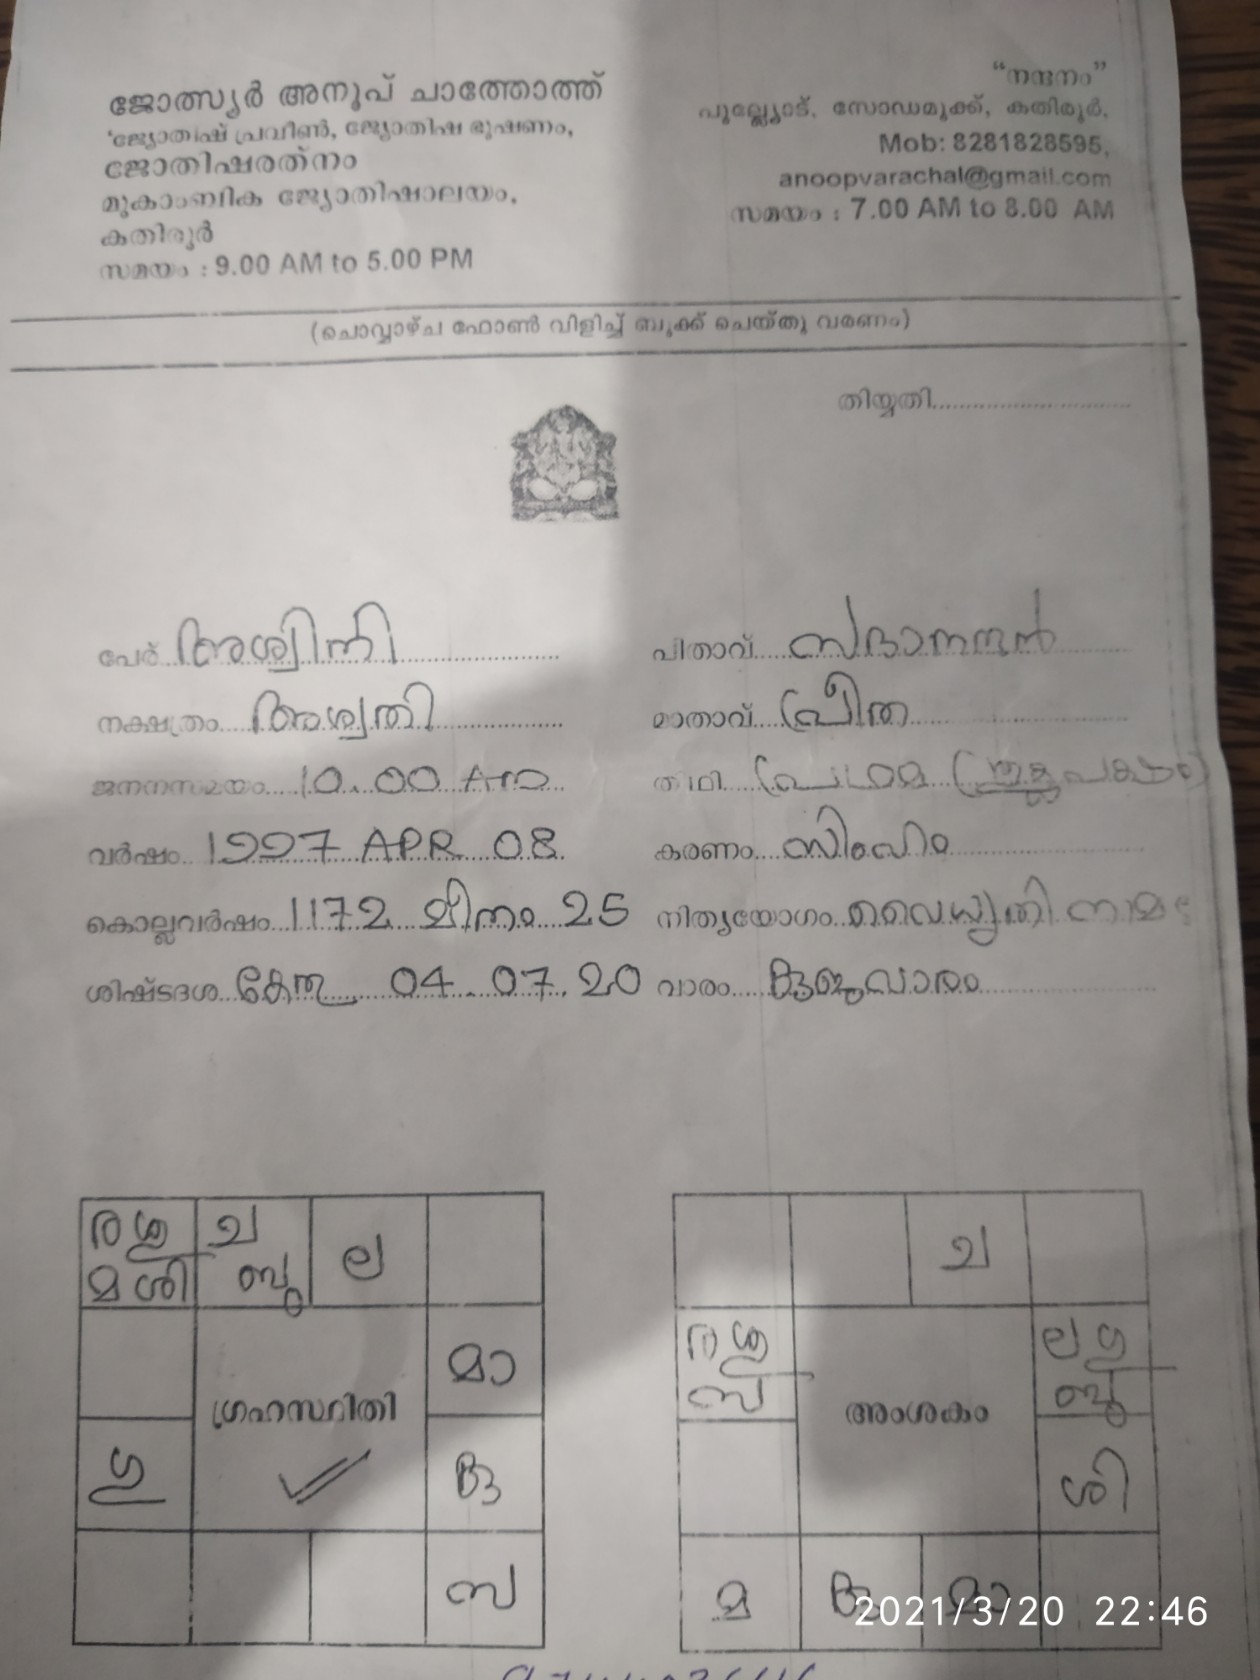 ജോത്സ്യർ അനൂപ് ചാത്തോത്ത്
'ജ്യോതിഷ് പ്രവീൺ, ജ്യോതിഷ ഭൂഷണം,
ജോതിഷരത്നം
മൂകാംബിക ജ്യോതിഷാലയം,
കതിരൂർ
സമയം : 9.00 AM to 5.00 PM
"നന്ദനം"
പുല്ല്യോട്, സോഡമുക്ക്, കതിരൂർ,
Mob: 8281828595,
anoopvarachal@gmail.com
സമയം : 7.00 AM to 8.00 AM
(ചൊവ്വാഴ്ച ഫോൺ വിളിച്ച് ബുക്ക് ചെയ്തു വരണം)
തിയ്യതി
പേര് അശ്വിനി പിതാവ് സദാനന്ദൻ
നക്ഷത്രം അശ്വതി മാതാവ് പ്രീത
ജനനസമയം 10.00 Am തിഥി പ്രഥമ
വർഷം 1997 APR 08 കരണം സിംഹം
കൊല്ലവർഷം 1172 മീനം 25 നിത്യയോഗം വൈധൃതി നാമ
ശിഷ്ടദശ കേതു 04. 07. 20 വാരം കുജവാരം
ര ശു ച
മ ശി ബു ല
മാ
ഗ്രഹസ്ഥിതി
ഗു കു
സ
ച
ര ശു ല ഗു
സ ബു
അംശകം
ശി
മ കു മാ
2021/3/20 22:46